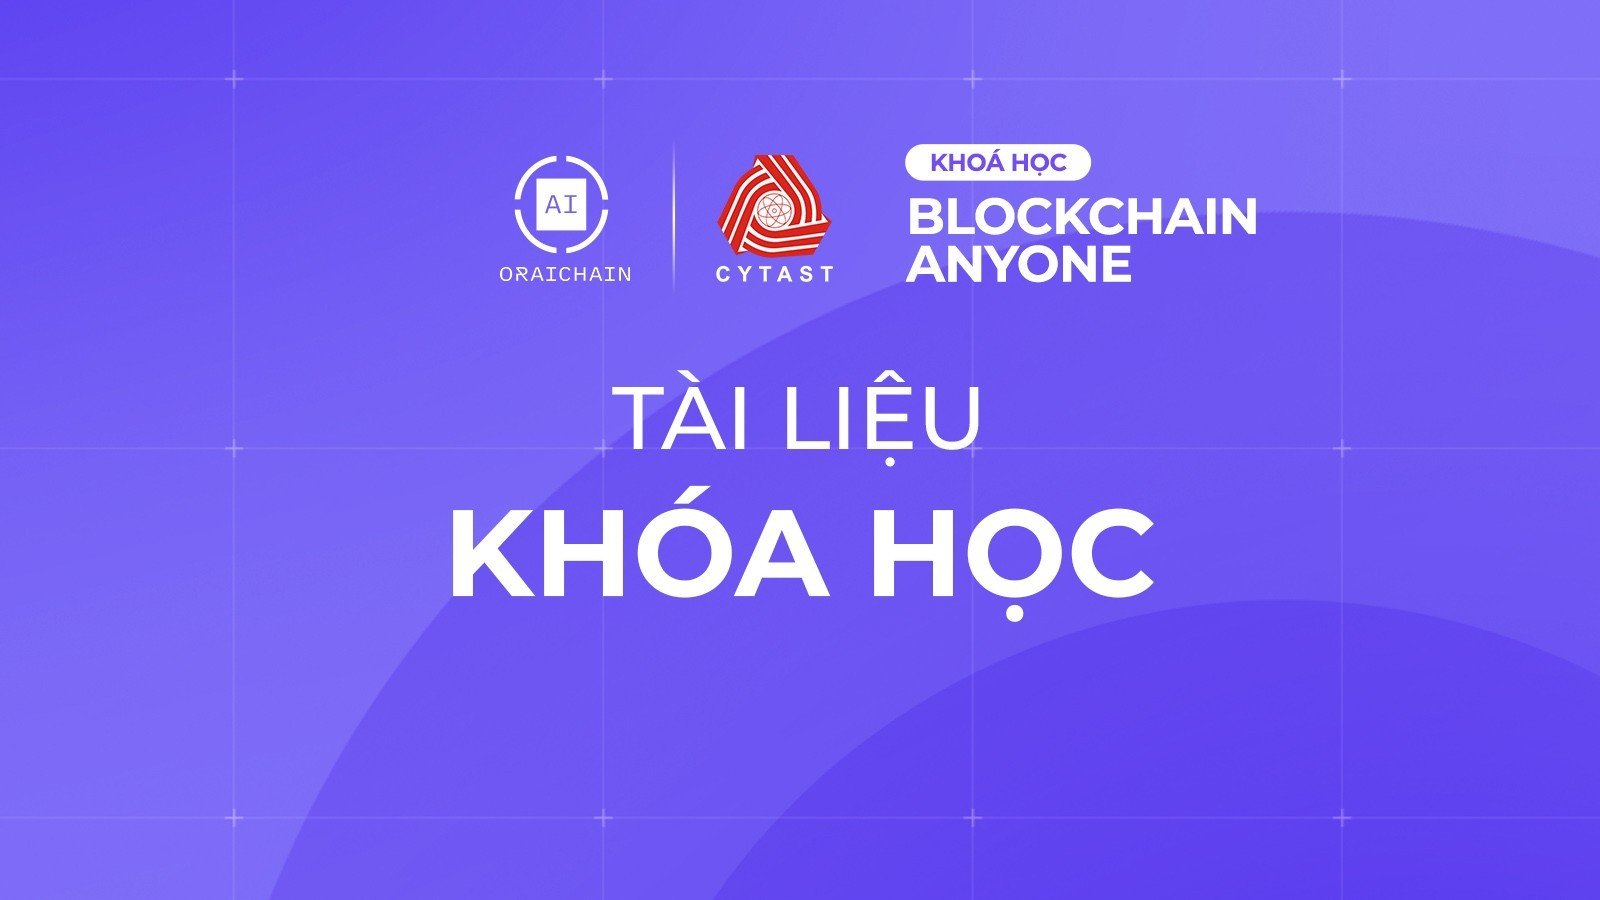 AI
ORAICHAIN
CYTAST
KHOÁ HỌC
BLOCKCHAIN
ANYONE
TÀI LIỆU
KHÓA HỌC